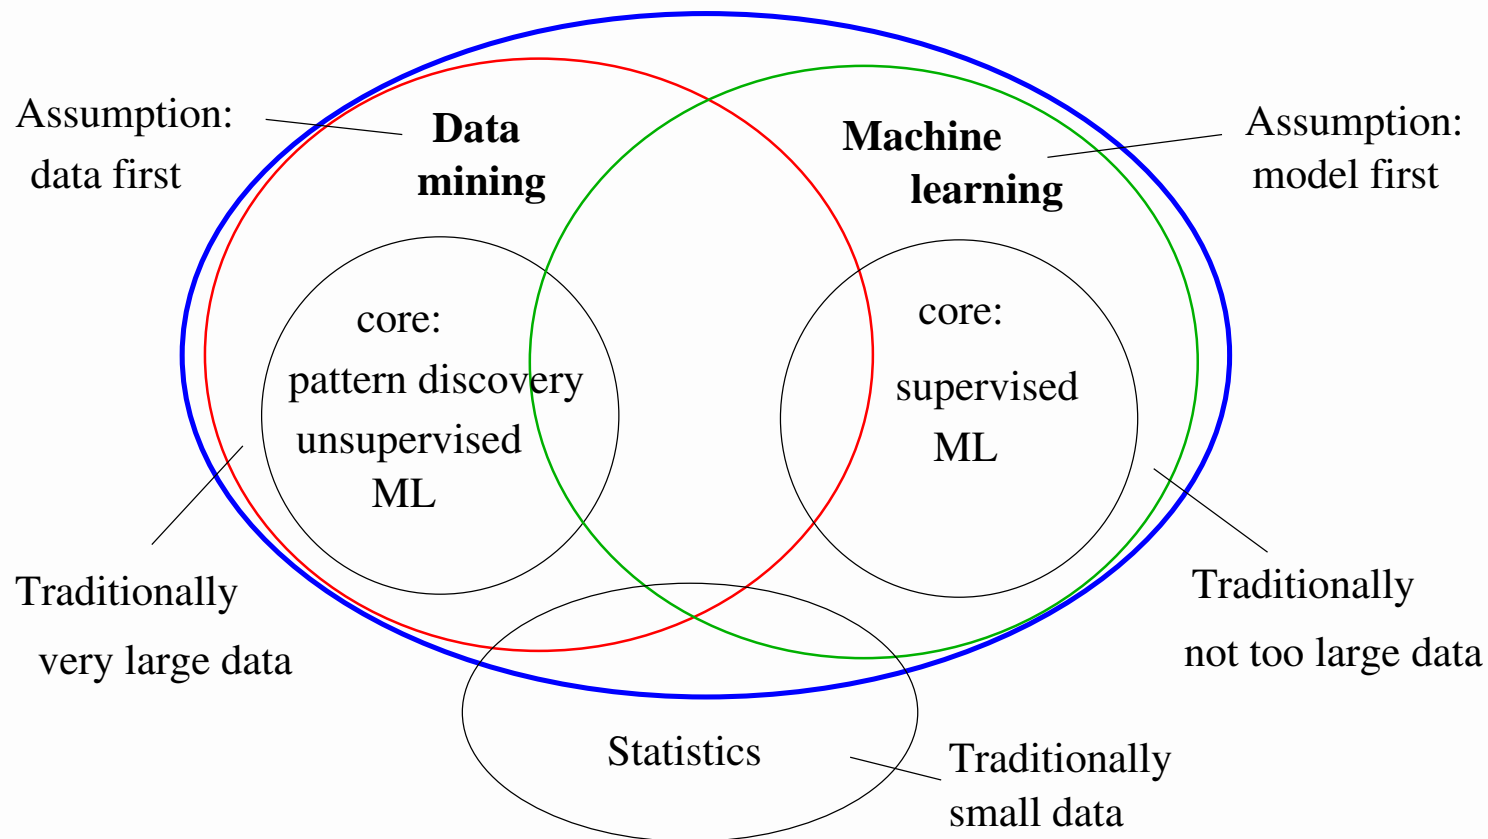 Assumption:
data first
Data
mining
Machine
learning
Assumption:
model first
core:
pattern discovery
unsupervised
ML
core:
supervised
ML
Traditionally
very large data
Traditionally
not too large data
Statistics
Traditionally
small data